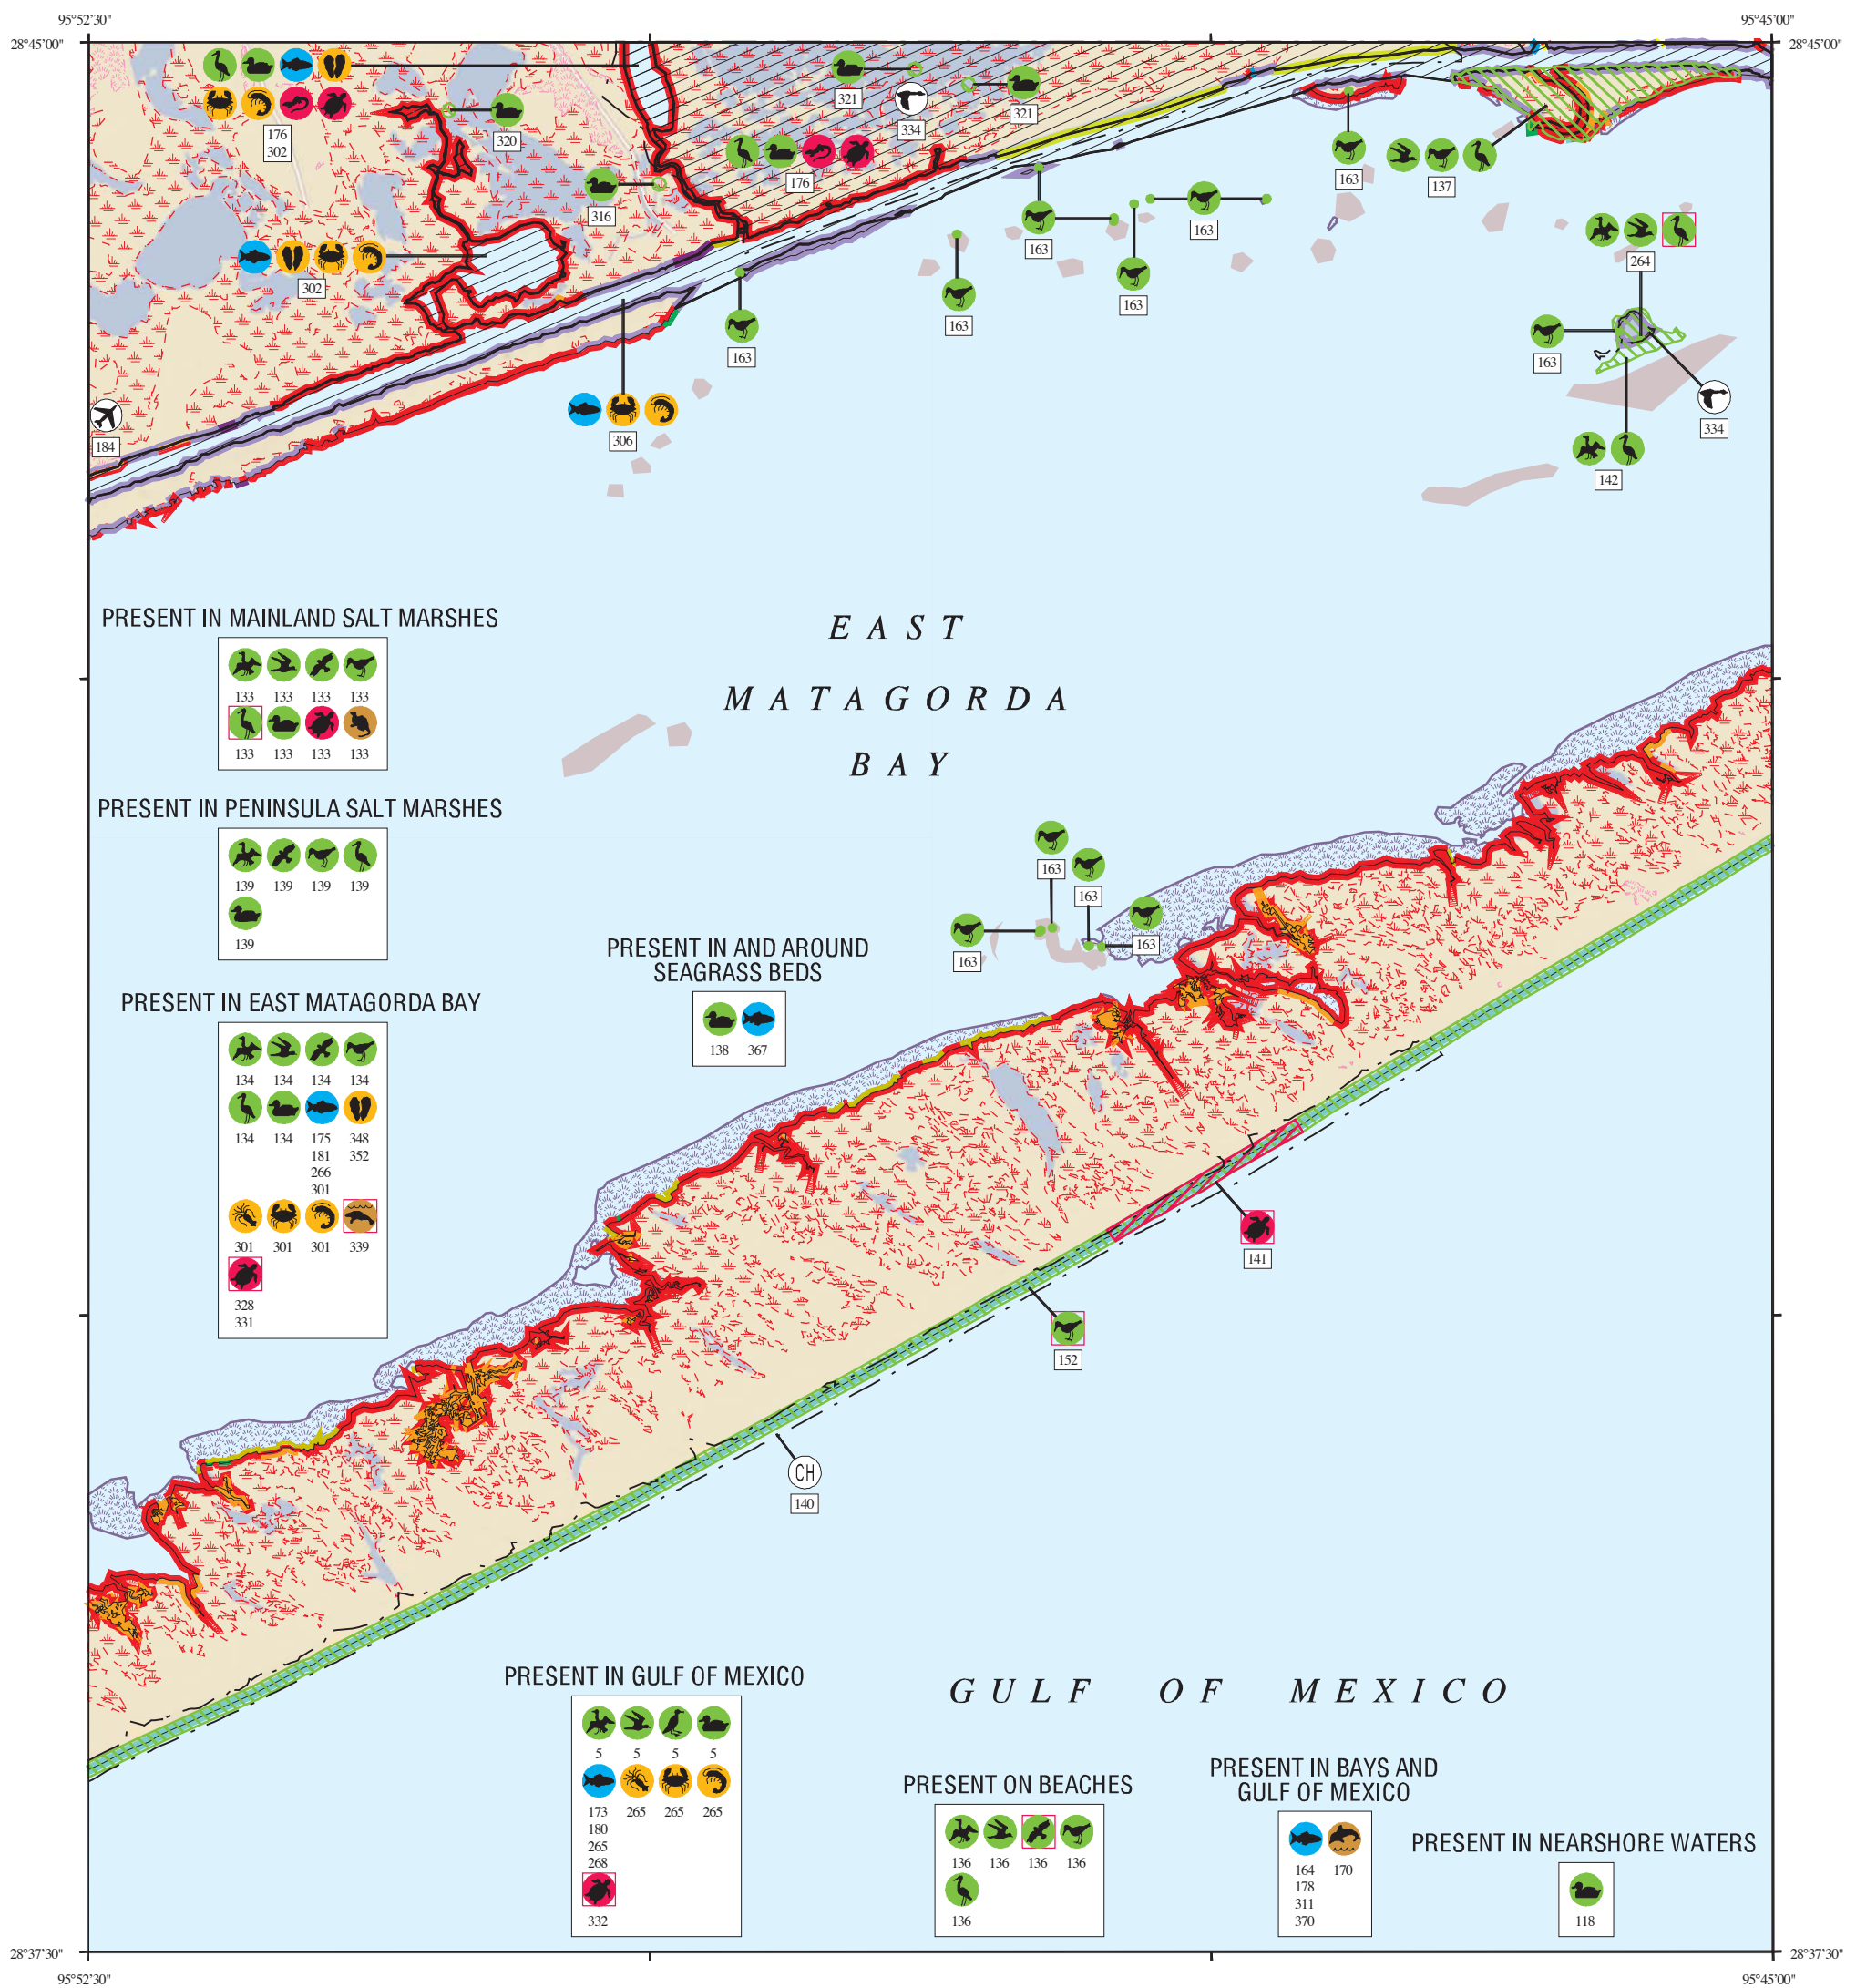 95°52'30"
95°45'00"
28°45'00"
28°45'00"
176
302
320
321
334
321
176
316
302
163
163
163
163
163
163
137
264
163
334
142
184
306
PRESENT IN MAINLAND SALT MARSHES
133 133 133 133
133 133 133 133
PRESENT IN PENINSULA SALT MARSHES
139 139 139 139
139
PRESENT IN EAST MATAGORDA BAY
134 134 134 134
134 134 175 348
181 352
266
301
301 301 301 339
328
331
EAST
MATAGORDA
BAY
PRESENT IN AND AROUND
SEAGRASS BEDS
138 367
163
163
163
163
141
152
CH
140
PRESENT IN GULF OF MEXICO
5 5 5 5
173 265 265 265
180
265
268
332
GULF OF MEXICO
PRESENT ON BEACHES
136 136 136 136
136
PRESENT IN BAYS AND
GULF OF MEXICO
164 170
178
311
370
PRESENT IN NEARSHORE WATERS
118
28°37'30"
28°37'30"
95°52'30"
95°45'00"